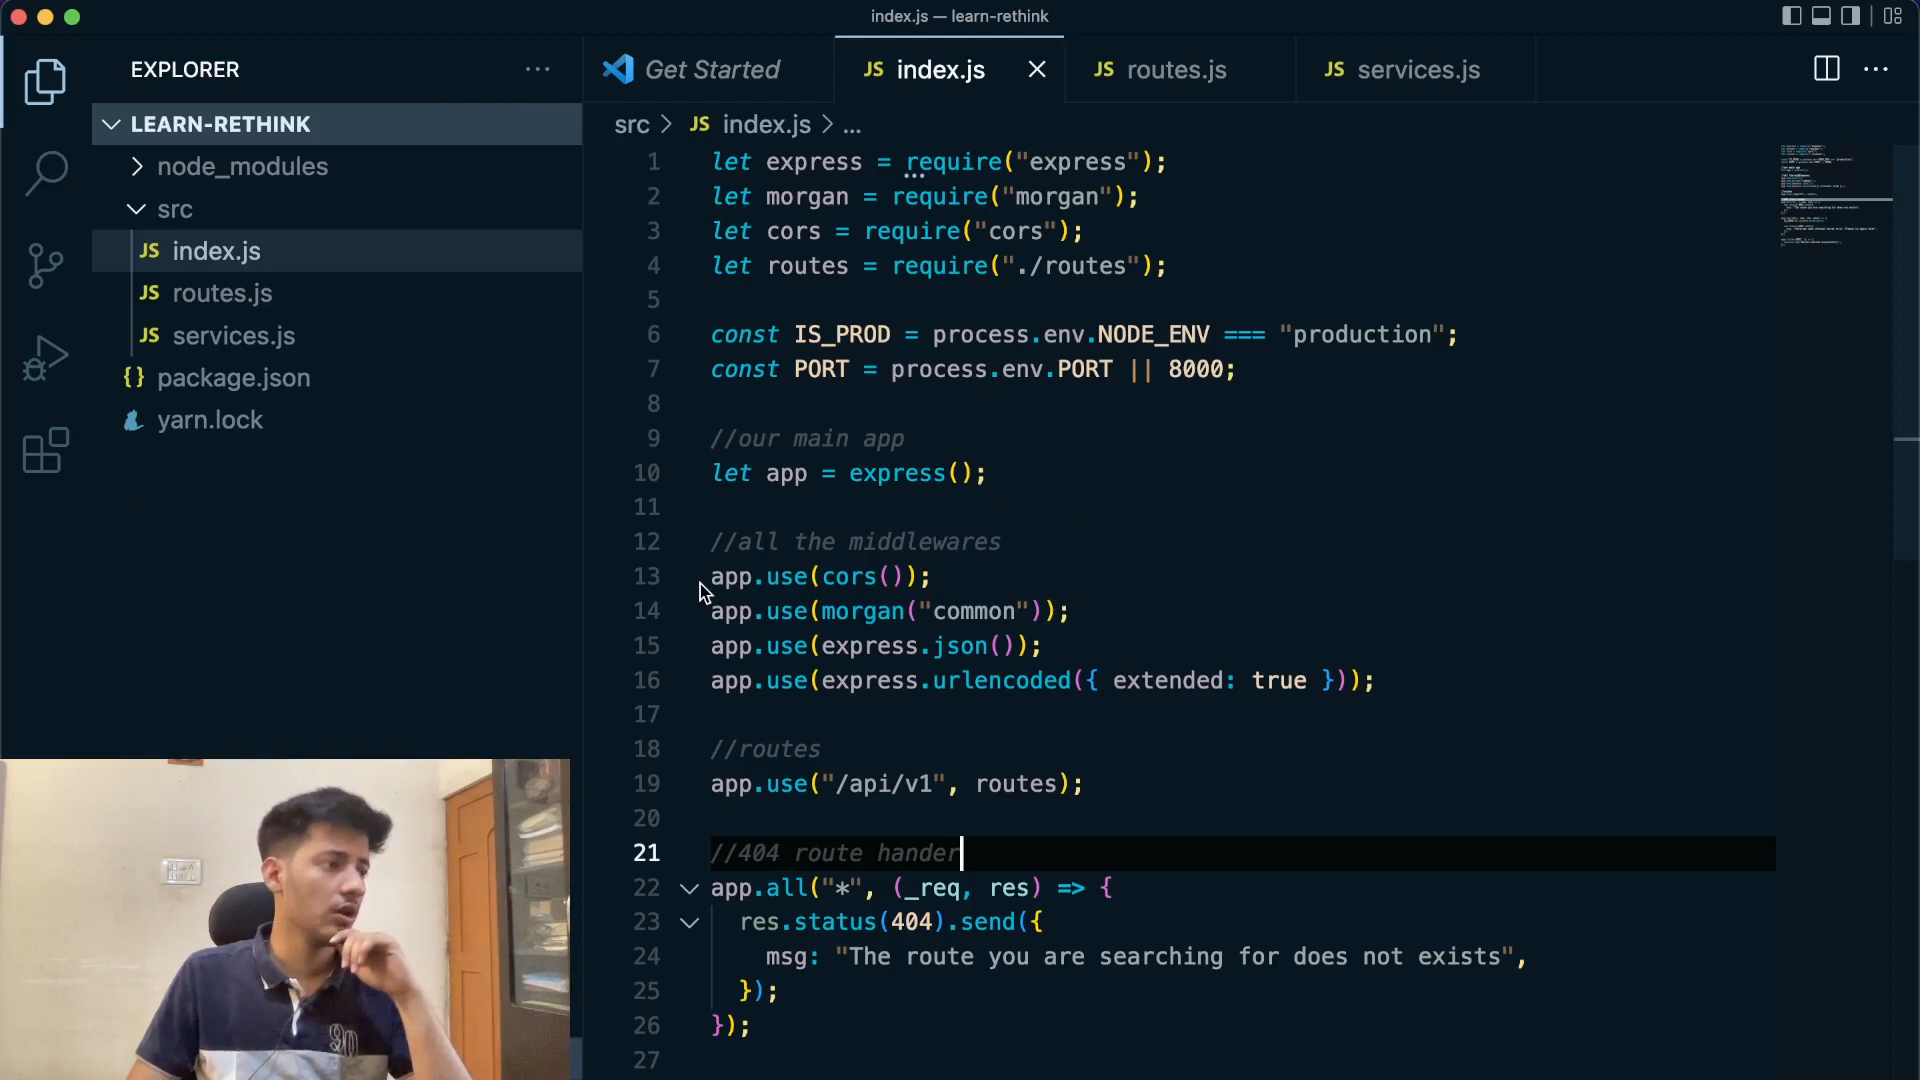 index.js — learn-rethink
EXPLORER
LEARN-RETHINK
node_modules
src
JS index.js
JS routes.js
JS services.js
{} package.json
yarn.lock
Get Started
JS index.js
JS routes.js
JS services.js
src > JS index.js > ...
1 let express = require("express");
2 let morgan = require("morgan");
3 let cors = require("cors");
4 let routes = require("./routes");
5
6 const IS_PROD = process.env.NODE_ENV === "production";
7 const PORT = process.env.PORT || 8000;
8
9 //our main app
10 let app = express();
11
12 //all the middlewares
13 app.use(cors());
14 app.use(morgan("common"));
15 app.use(express.json());
16 app.use(express.urlencoded({ extended: true }));
17
18 //routes
19 app.use("/api/v1", routes);
20
21 //404 route hander
22 app.all("*", (_req, res) => {
23 res.status(404).send({
24 msg: "The route you are searching for does not exists",
25 });
26 });
27